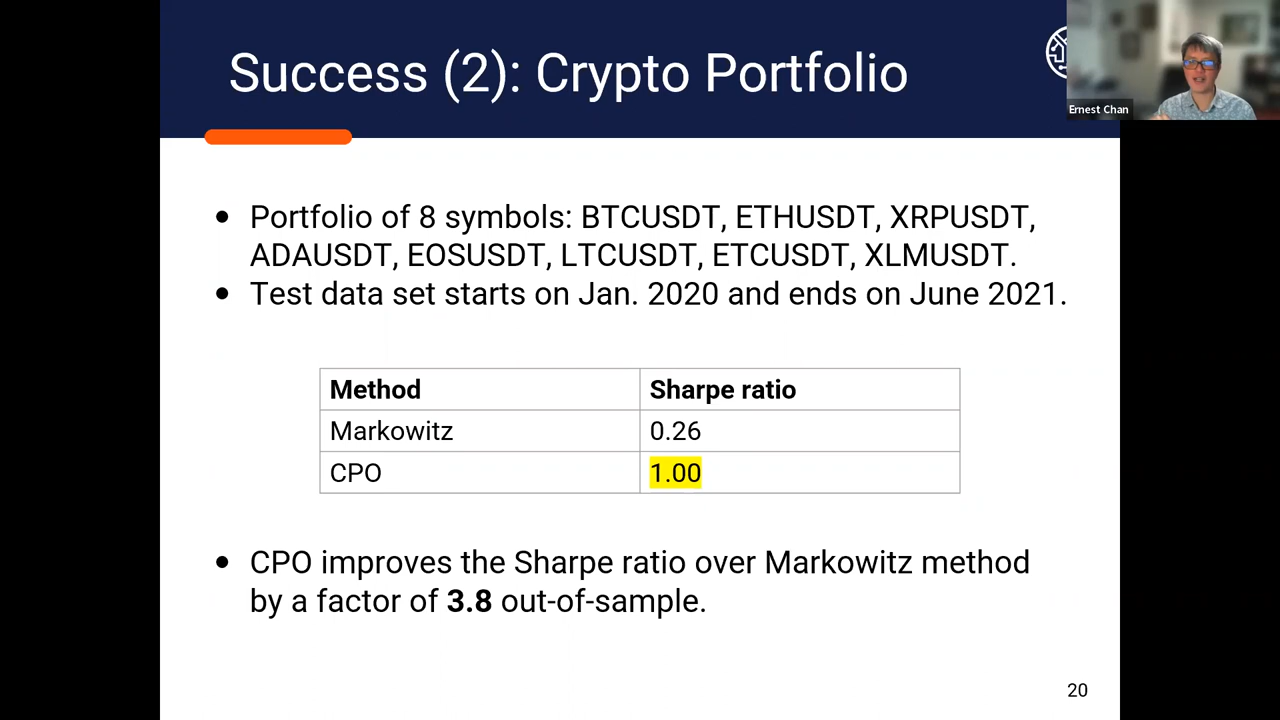 Success (2): Crypto Portfolio
Ernest Chan
● Portfolio of 8 symbols: BTCUSDT, ETHUSDT, XRPUSDT,
ADAUSDT, EOSUSDT, LTCUSDT, ETCUSDT, XLMUSDT.
● Test data set starts on Jan. 2020 and ends on June 2021.
Method Sharpe ratio
Markowitz 0.26
CPO 1.00
● CPO improves the Sharpe ratio over Markowitz method
by a factor of 3.8 out-of-sample.
20